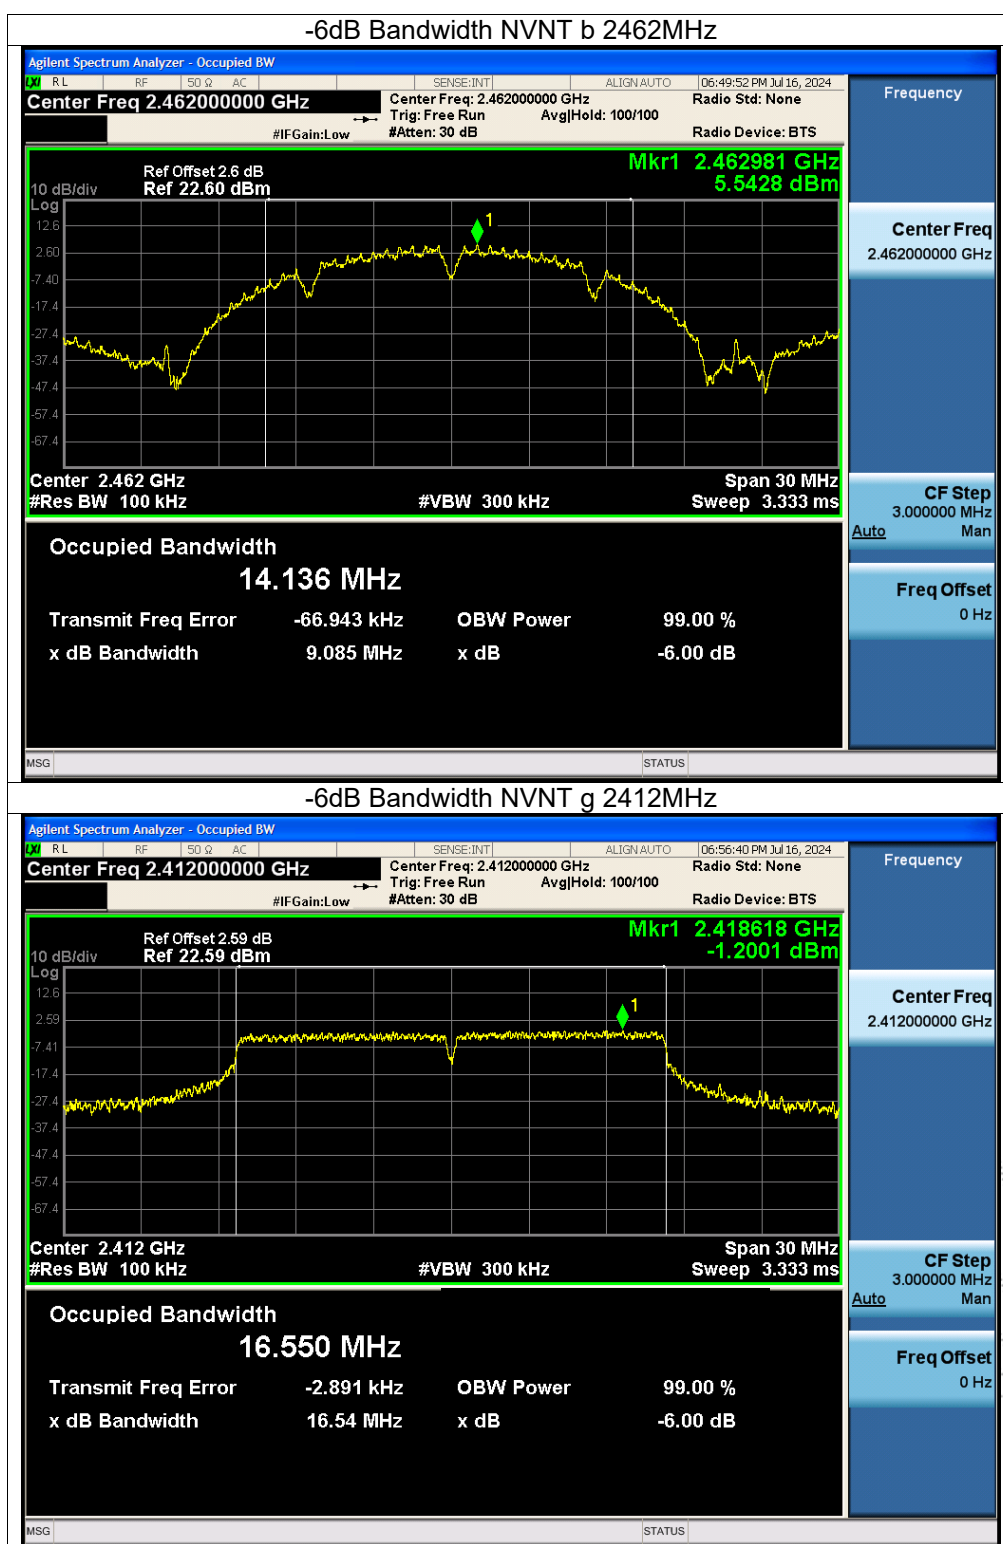 -6dB Bandwidth NVNT b 2462MHz
Agilent Spectrum Analyzer - Occupied BW
LXI RL RF 50 Ω AC SENSE:INT ALIGN AUTO 06:49:52 PM Jul 16, 2024
Center Freq 2.462000000 GHz Center Freq: 2.462000000 GHz Radio Std: None Frequency
Trig: Free Run Avg|Hold: 100/100
#IFGain:Low #Atten: 30 dB Radio Device: BTS
Mkr1 2.462981 GHz
Ref Offset 2.6 dB 5.5428 dBm
10 dB/div Ref 22.60 dBm
Log
1
12.6
2.60
-7.40
-17.4
-27.4
-37.4
-47.4
-57.4
-67.4
Center Freq
2.462000000 GHz
Center 2.462 GHz Span 30 MHz
#Res BW 100 kHz #VBW 300 kHz Sweep 3.333 ms
CF Step
3.000000 MHz
Auto Man
Occupied Bandwidth
14.136 MHz
Transmit Freq Error -66.943 kHz OBW Power 99.00 %
x dB Bandwidth 9.085 MHz x dB -6.00 dB
Freq Offset
0 Hz
MSG STATUS
-6dB Bandwidth NVNT g 2412MHz
Agilent Spectrum Analyzer - Occupied BW
LXI RL RF 50 Ω AC SENSE:INT ALIGN AUTO 06:56:40 PM Jul 16, 2024
Center Freq 2.412000000 GHz Center Freq: 2.412000000 GHz Radio Std: None Frequency
Trig: Free Run Avg|Hold: 100/100
#IFGain:Low #Atten: 30 dB Radio Device: BTS
Mkr1 2.418618 GHz
Ref Offset 2.59 dB -1.2001 dBm
10 dB/div Ref 22.59 dBm
Log
1
12.6
2.59
-7.41
-17.4
-27.4
-37.4
-47.4
-57.4
-67.4
Center Freq
2.412000000 GHz
Center 2.412 GHz Span 30 MHz
#Res BW 100 kHz #VBW 300 kHz Sweep 3.333 ms
CF Step
3.000000 MHz
Auto Man
Occupied Bandwidth
16.550 MHz
Transmit Freq Error -2.891 kHz OBW Power 99.00 %
x dB Bandwidth 16.54 MHz x dB -6.00 dB
Freq Offset
0 Hz
MSG STATUS